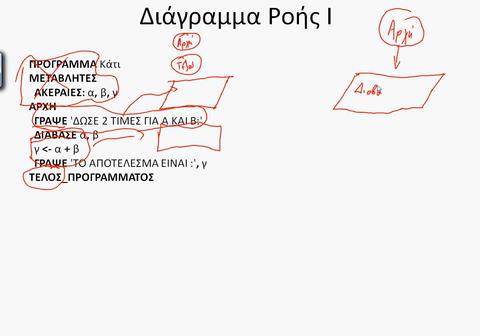 Διάγραμμα Ροής Ι
Αρχή
Αρχή
Τέλος
ΠΡΟΓΡΑΜΜΑ Κάτι
ΜΕΤΑΒΛΗΤΕΣ
ΑΚΕΡΑΙΕΣ: α, β, γ
Διαβ
ΑΡΧΗ
ΓΡΑΨΕ 'ΔΩΣΕ 2 ΤΙΜΕΣ ΓΙΑ Α ΚΑΙ Β:'
ΔΙΑΒΑΣΕ α, β
γ <- α + β
ΓΡΑΨΕ 'ΤΟ ΑΠΟΤΕΛΕΣΜΑ ΕΙΝΑΙ :', γ
ΤΕΛΟΣ_ΠΡΟΓΡΑΜΜΑΤΟΣ